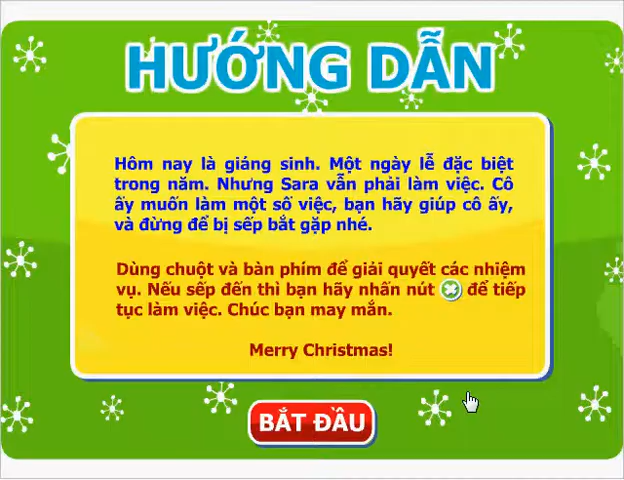 HƯỚNG DẪN
Hôm nay là giáng sinh. Một ngày lễ đặc biệt
trong năm. Nhưng Sara vẫn phải làm việc. Cô
ấy muốn làm một số việc, bạn hãy giúp cô ấy,
và đừng để bị sếp bắt gặp nhé.
Dùng chuột và bàn phím để giải quyết các nhiệm
vụ. Nếu sếp đến thì bạn hãy nhấn nút để tiếp
tục làm việc. Chúc bạn may mắn.
Merry Christmas!
BẮT ĐẦU